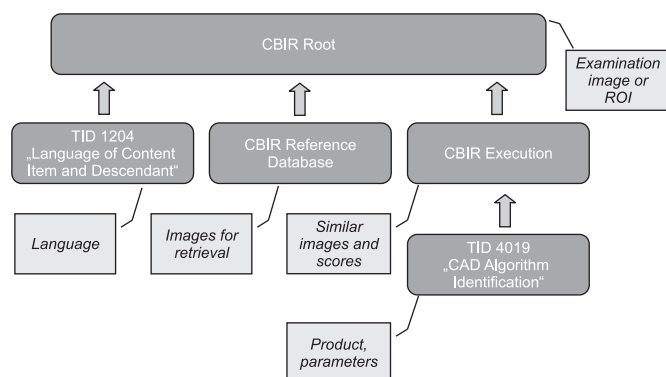 CBIR Root
Examination
image or
ROI
TID 1204
„Language of Content
Item and Descendant“
CBIR Reference
Database
CBIR Execution
Language
Images for
retrieval
Similar
images and
scores
TID 4019
„CAD Algorithm
Identification“
Product,
parameters